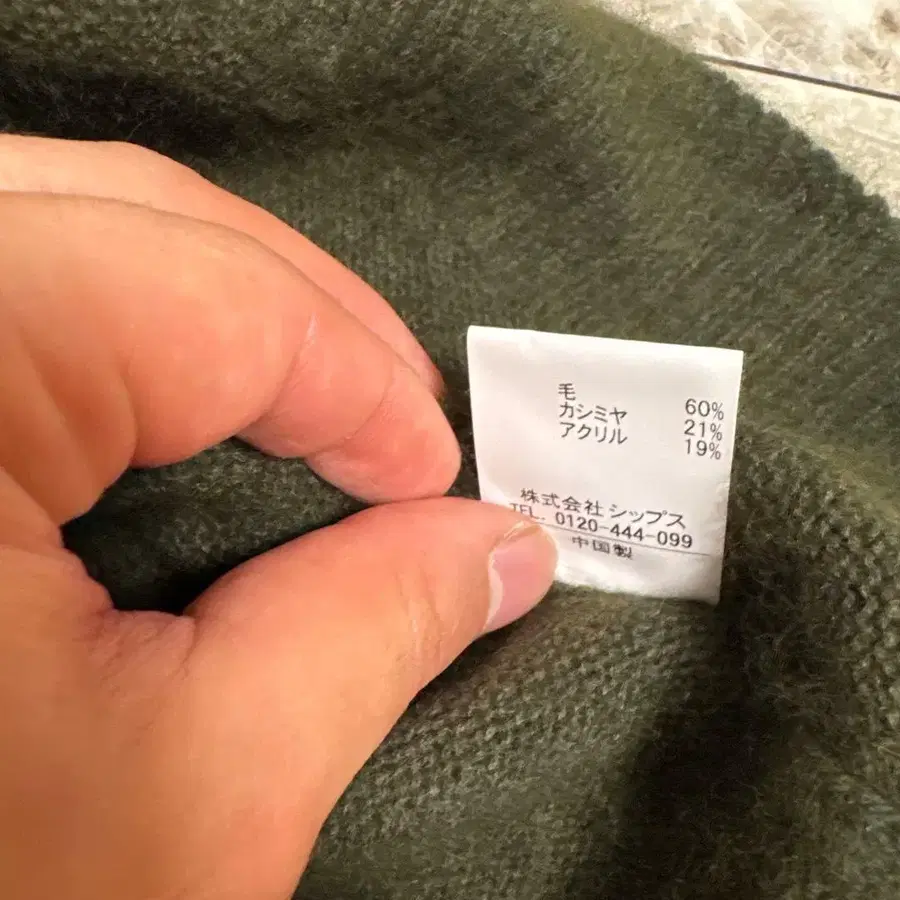 毛 60%
カシミヤ 21%
アクリル 19%
株式会社 シップス
TEL: 0120-444-099
中国製